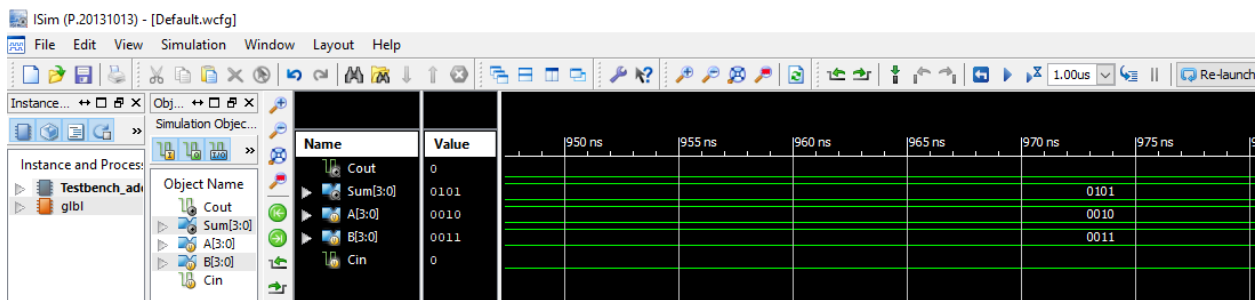 ISim (P.20131013) - [Default.wcfg]
File Edit View Simulation Window Layout Help
1.00us Re-launch
Instance... Obj...
Simulation Objec...
»
»
Instance and Process
Testbench_add
glbl
Object Name
Cout
Sum[3:0]
A[3:0]
B[3:0]
Cin
Name Value
950 ns 955 ns 960 ns 965 ns 970 ns 975 ns
Cout 0
Sum[3:0] 0101 0101
A[3:0] 0010 0010
B[3:0] 0011 0011
Cin 0